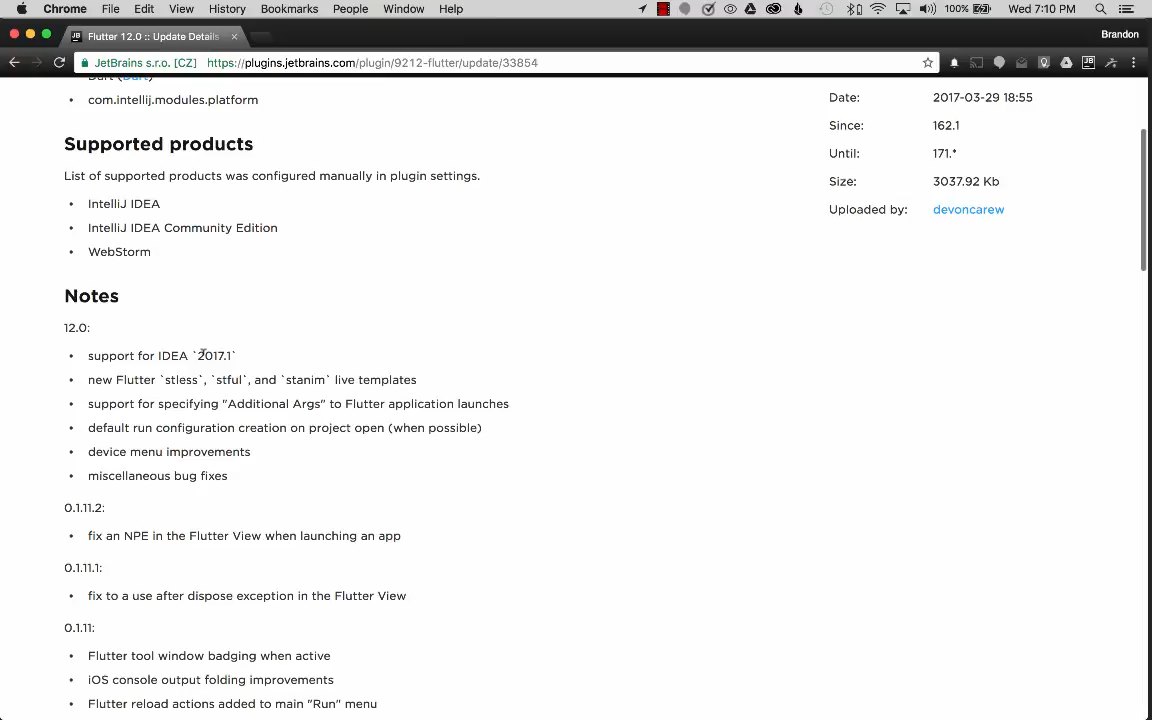 Chrome File Edit View History Bookmarks People Window Help 100% Wed 7:10 PM
JB Flutter 12.0 :: Update Details × Brandon
JetBrains s.r.o. [CZ] https://plugins.jetbrains.com/plugin/9212-flutter/update/33854
Dart (Dart)
• com.intellij.modules.platform
Supported products
List of supported products was configured manually in plugin settings.
• IntelliJ IDEA
• IntelliJ IDEA Community Edition
• WebStorm
Notes
12.0:
• support for IDEA `2017.1`
• new Flutter `stless`, `stful`, and `stanim` live templates
• support for specifying "Additional Args" to Flutter application launches
• default run configuration creation on project open (when possible)
• device menu improvements
• miscellaneous bug fixes
0.1.11.2:
• fix an NPE in the Flutter View when launching an app
0.1.11.1:
• fix to a use after dispose exception in the Flutter View
0.1.11:
• Flutter tool window badging when active
• iOS console output folding improvements
• Flutter reload actions added to main "Run" menu
Date: 2017-03-29 18:55
Since: 162.1
Until: 171.*
Size: 3037.92 Kb
Uploaded by: devoncarew